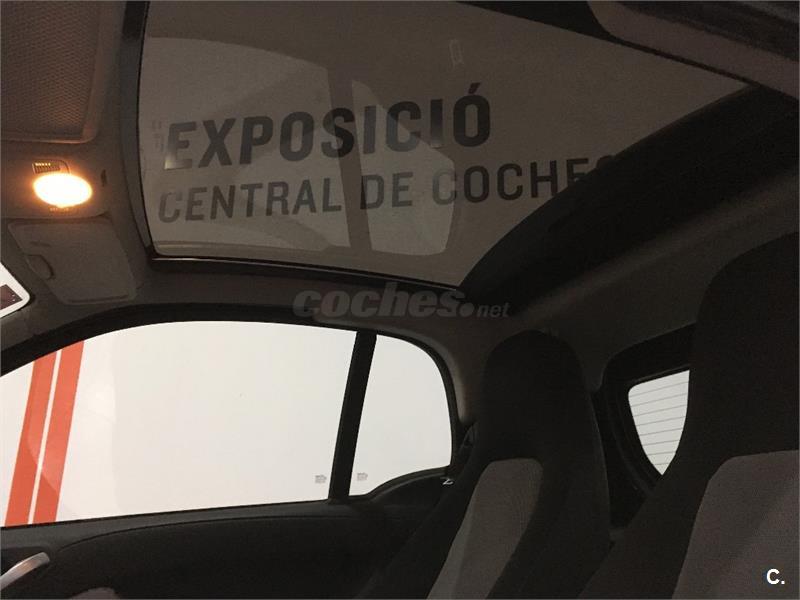 EXPOSICIÓ
CENTRAL DE COCHES
coches.net
C.